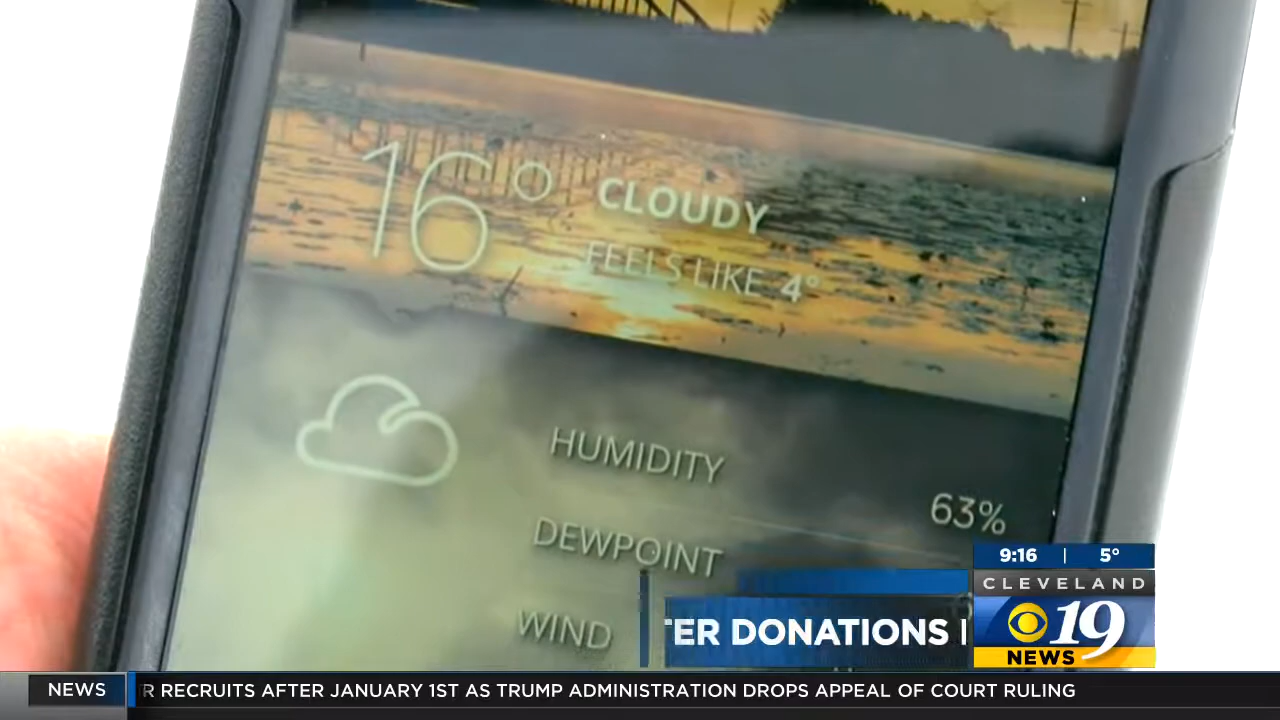 16° CLOUDY
FEELS LIKE 4°
HUMIDITY
63%
DEWPOINT
WIND
9:16 | 5°
CLEVELAND
19
NEWS
ER DONATIONS
NEWS
R RECRUITS AFTER JANUARY 1ST AS TRUMP ADMINISTRATION DROPS APPEAL OF COURT RULING